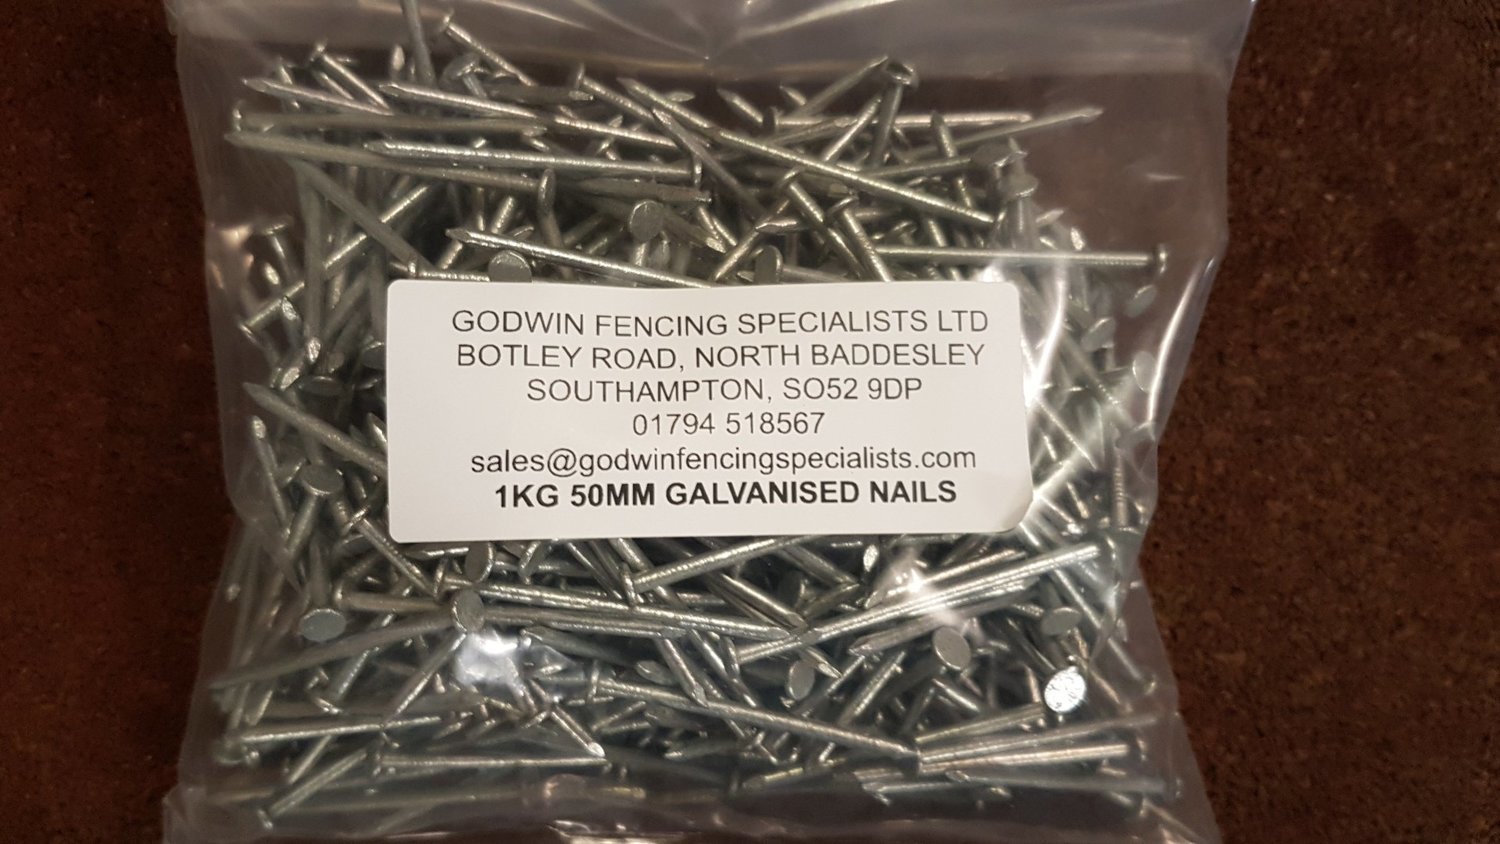 GODWIN FENCING SPECIALISTS LTD
BOTLEY ROAD, NORTH BADDESLEY
SOUTHAMPTON, SO52 9DP
01794 518567
sales@godwinfencingspecialists.com
1KG 50MM GALVANISED NAILS